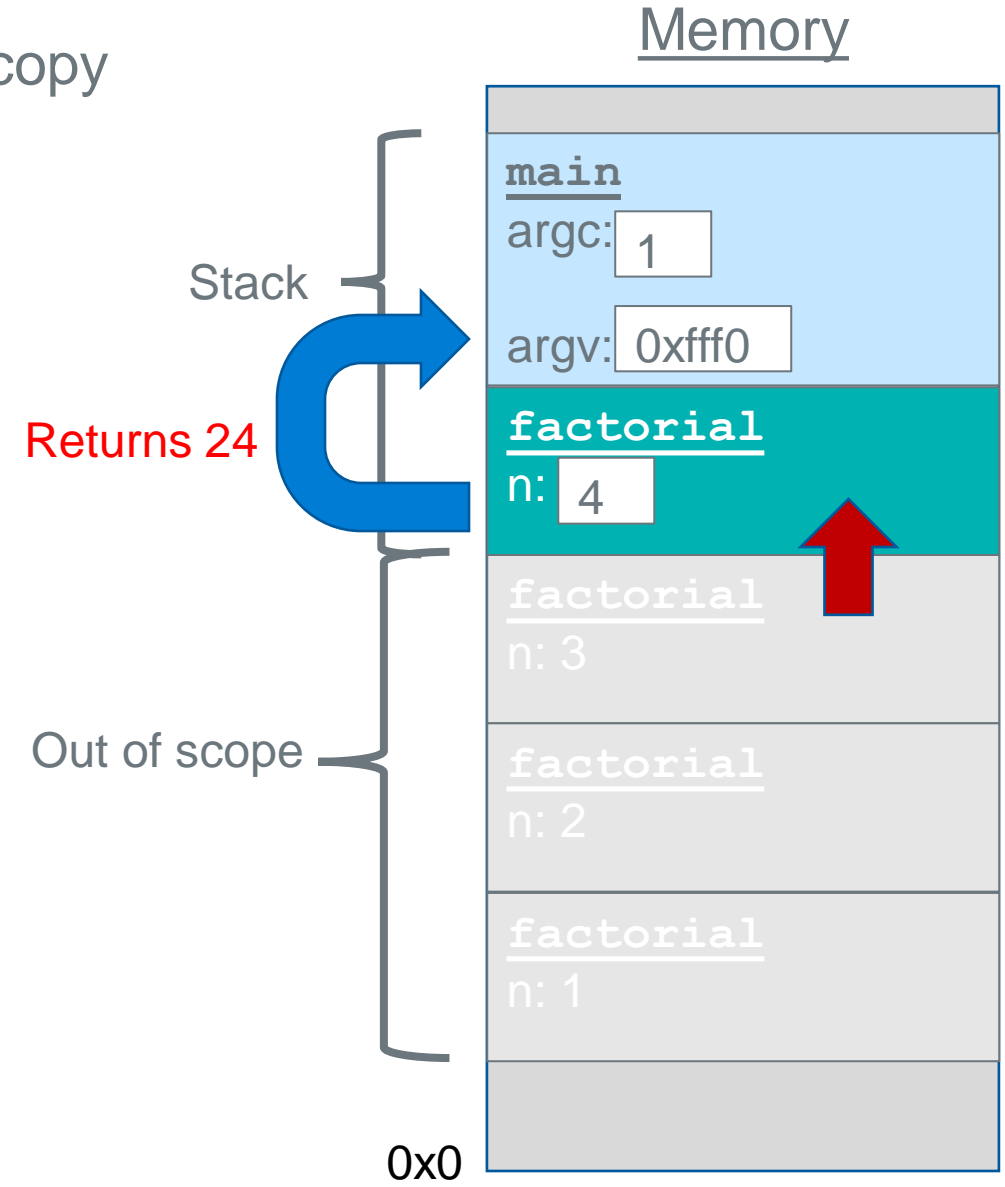 copy
Memory
Stack
Returns 24
Out of scope
0x0
main
argc: 1
argv: 0xfff0
factorial
n: 4
factorial
n: 3
factorial
n: 2
factorial
n: 1